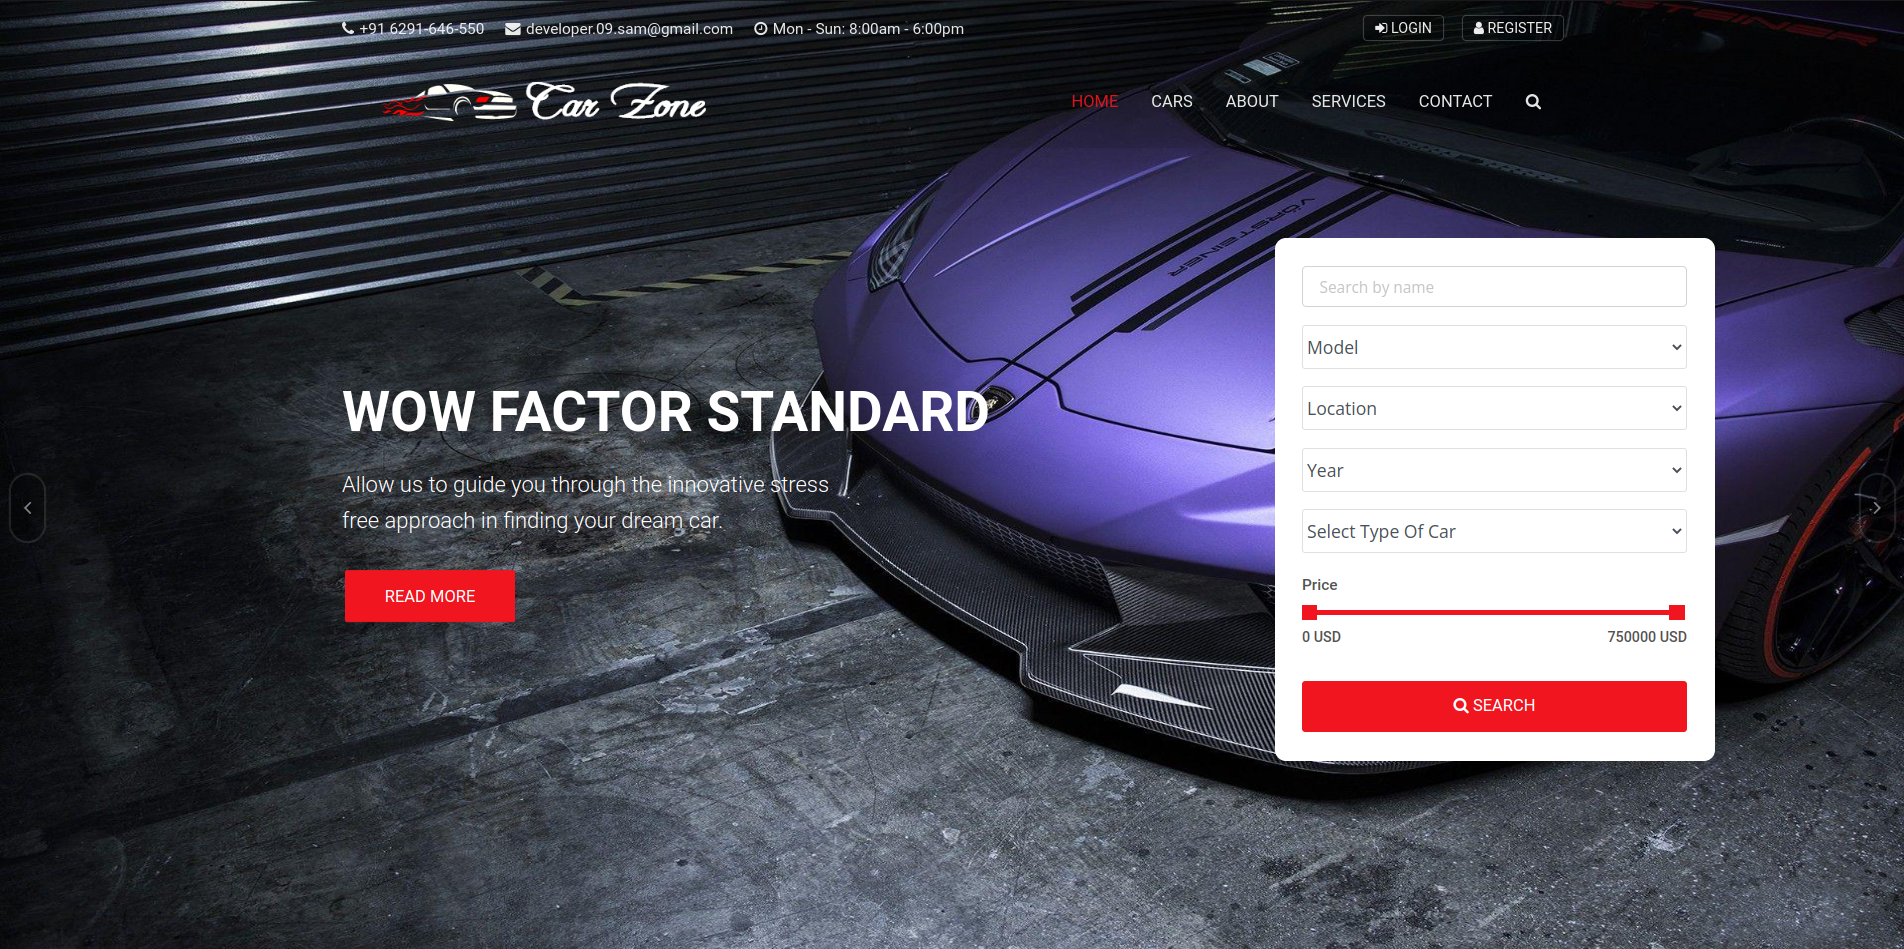 +91 6291-646-550 developer.09.sam@gmail.com Mon - Sun: 8:00am - 6:00pm LOGIN REGISTER
Car Zone HOME CARS ABOUT SERVICES CONTACT
VORSTEINER
Search by name
Model
Location
WOW FACTOR STANDARD
Year
Allow us to guide you through the innovative stress
free approach in finding your dream car.
Select Type Of Car
READ MORE
Price
0 USD 750000 USD
SEARCH